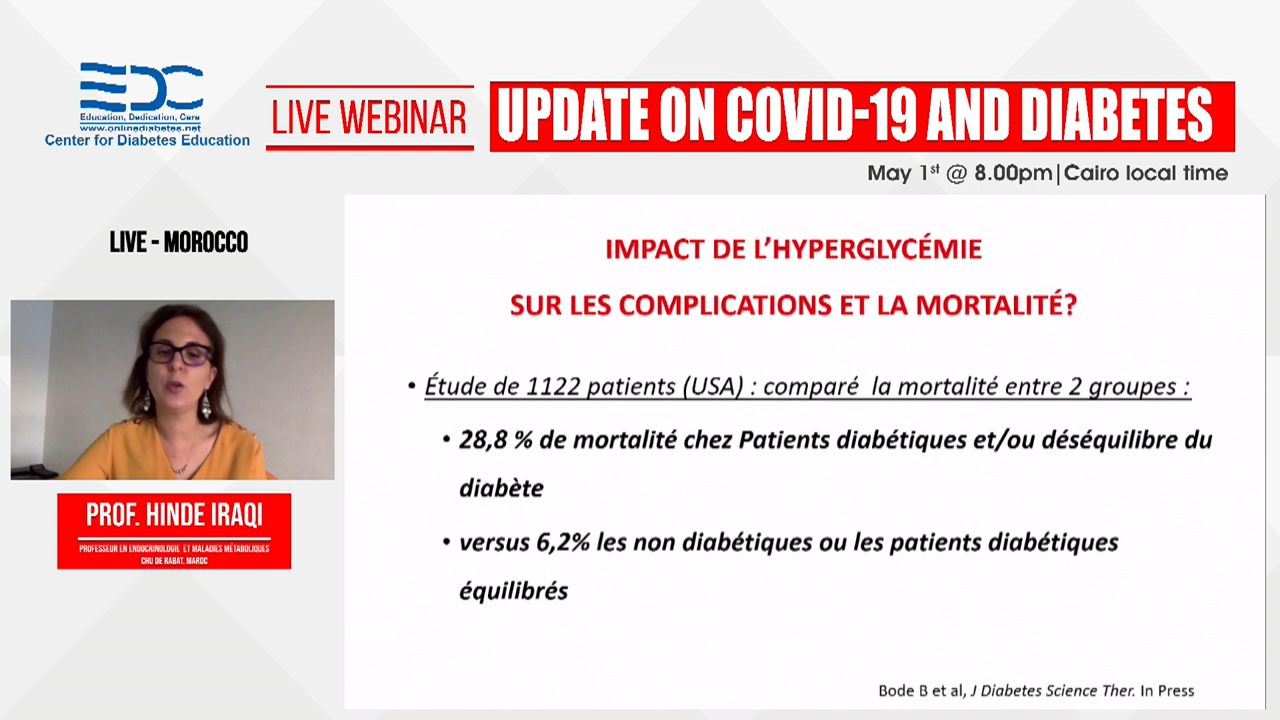 EDC
Education, Dedication, Care
www.onlinediabetes.net
Center for Diabetes Education
LIVE WEBINAR
UPDATE ON COVID-19 AND DIABETES
May 1st @ 8.00pm|Cairo local time
LIVE - MOROCCO
PROF. HINDE IRAQI
PROFESSEUR EN ENDOCRINOLOGIE ET MALADIES MÉTABOLIQUES
CHU DE RABAT. MAROC
IMPACT DE L'HYPERGLYCÉMIE
SUR LES COMPLICATIONS ET LA MORTALITÉ?
• Étude de 1122 patients (USA) : comparé la mortalité entre 2 groupes :
• 28,8 % de mortalité chez Patients diabétiques et/ou déséquilibre du
diabète
• versus 6,2% les non diabétiques ou les patients diabétiques
équilibrés
Bode B et al, J Diabetes Science Ther. In Press